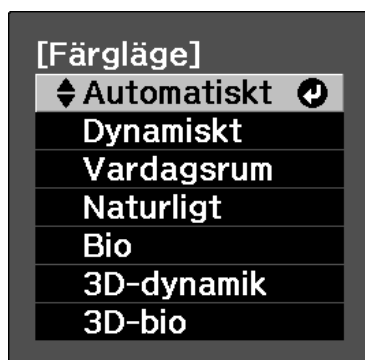 [Färgläge]
Automatiskt
Dynamiskt
Vardagsrum
Naturligt
Bio
3D-dynamik
3D-bio